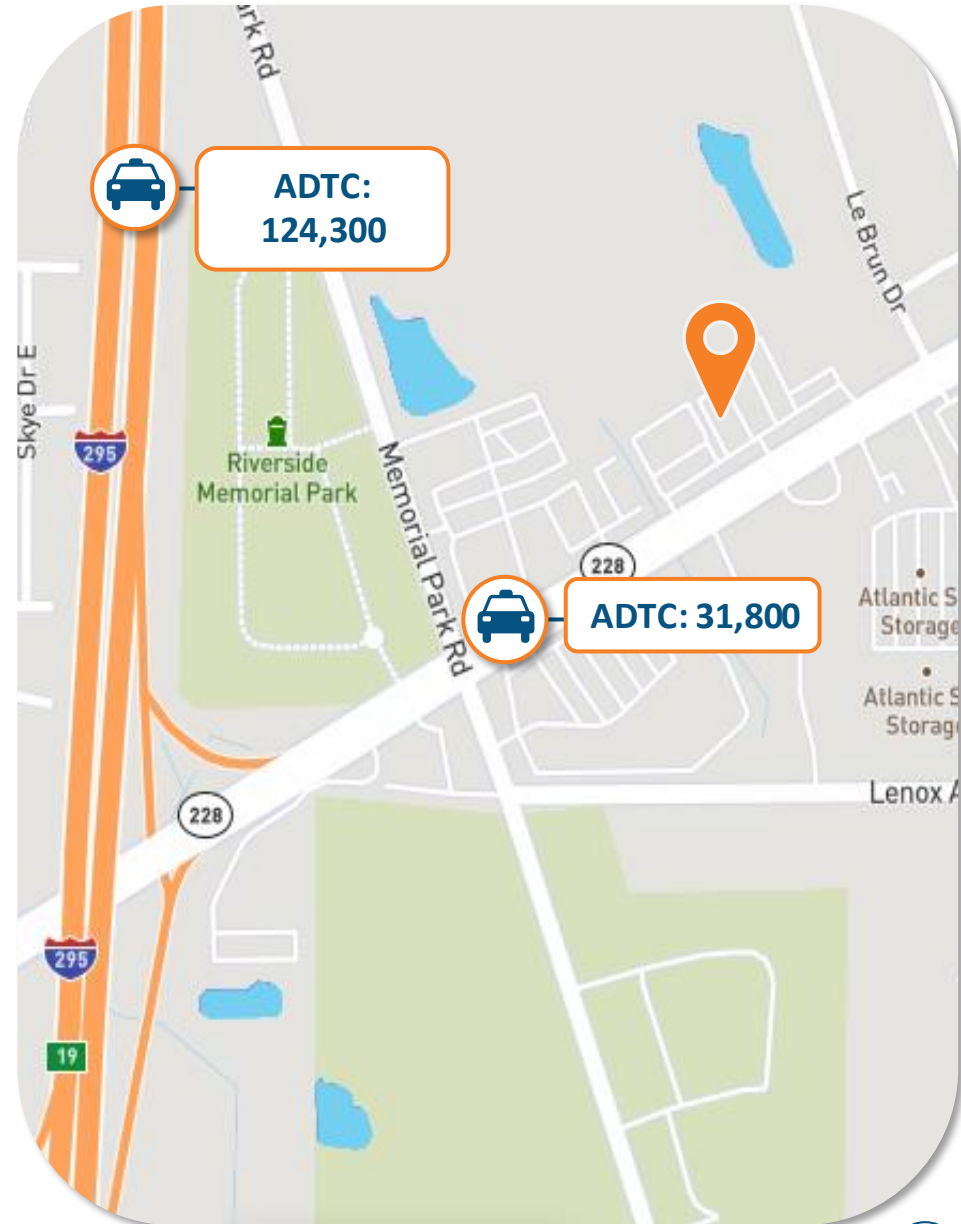 ark Rd
ADTC:
124,300
Le Brun Dr
Skye Dr E
295
Riverside
Memorial Park
Memorial Park Rd
228
ADTC: 31,800
Atlantic S
Storage
Atlantic S
Storag
Lenox A
228
295
19